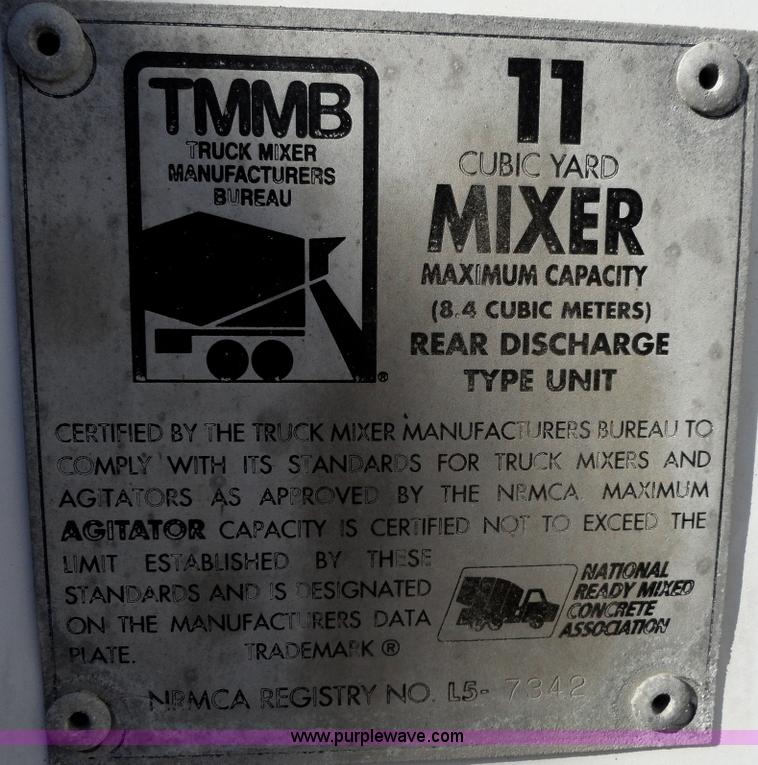 TMMB
TRUCK MIXER
MANUFACTURERS
BUREAU
®
11
CUBIC YARD
MIXER
MAXIMUM CAPACITY
(8.4 CUBIC METERS)
REAR DISCHARGE
TYPE UNIT
CERTIFIED BY THE TRUCK MIXER MANUFACTURERS BUREAU TO
COMPLY WITH ITS STANDARDS FOR TRUCK MIXERS AND
AGITATORS AS APPROVED BY THE NRMCA. MAXIMUM
AGITATOR CAPACITY IS CERTIFIED NOT TO EXCEED THE
LIMIT ESTABLISHED BY THESE
STANDARDS AND IS DESIGNATED
ON THE MANUFACTURERS DATA
PLATE. TRADEMARK ®
NATIONAL
READY MIXED
CONCRETE
ASSOCIATION
NRMCA REGISTRY NO. L5- 7342
www.purplewave.com